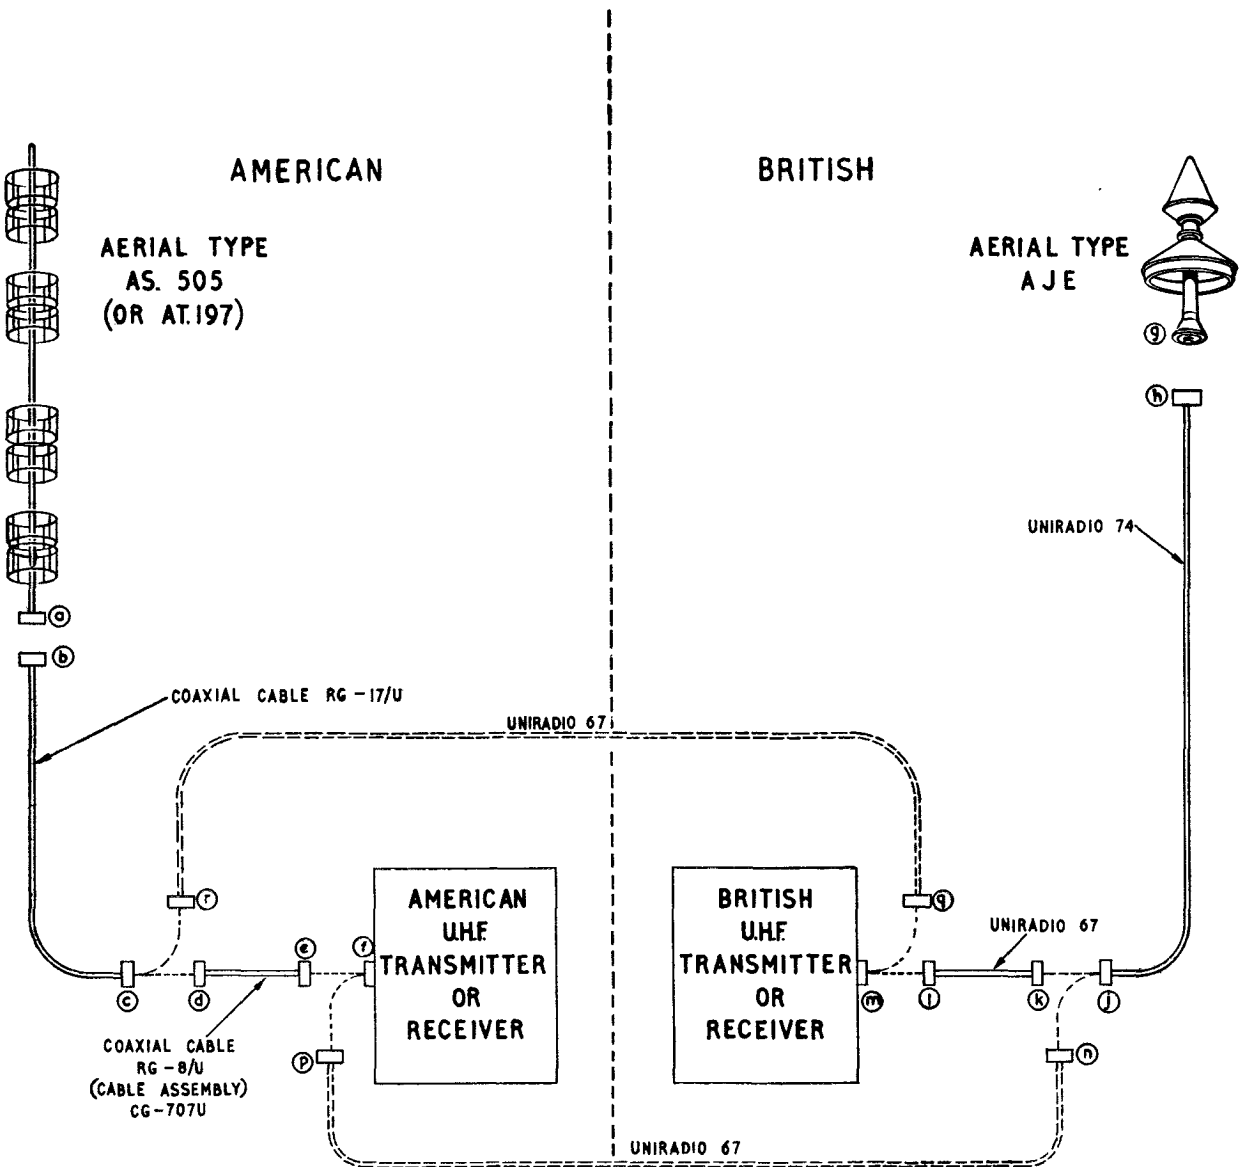 AMERICAN
BRITISH
AERIAL TYPE
AS. 505
(OR AT.197)
AERIAL TYPE
AJE
g
h
UNIRADIO 74
a
b
COAXIAL CABLE RG-17/U
UNIRADIO 67
r
q
AMERICAN
U.H.F.
TRANSMITTER
OR
RECEIVER
BRITISH
U.H.F.
TRANSMITTER
OR
RECEIVER
UNIRADIO 67
c
d
e
f
m
l
k
j
COAXIAL CABLE
RG-8/U
(CABLE ASSEMBLY)
CG-707U
p
n
UNIRADIO 67